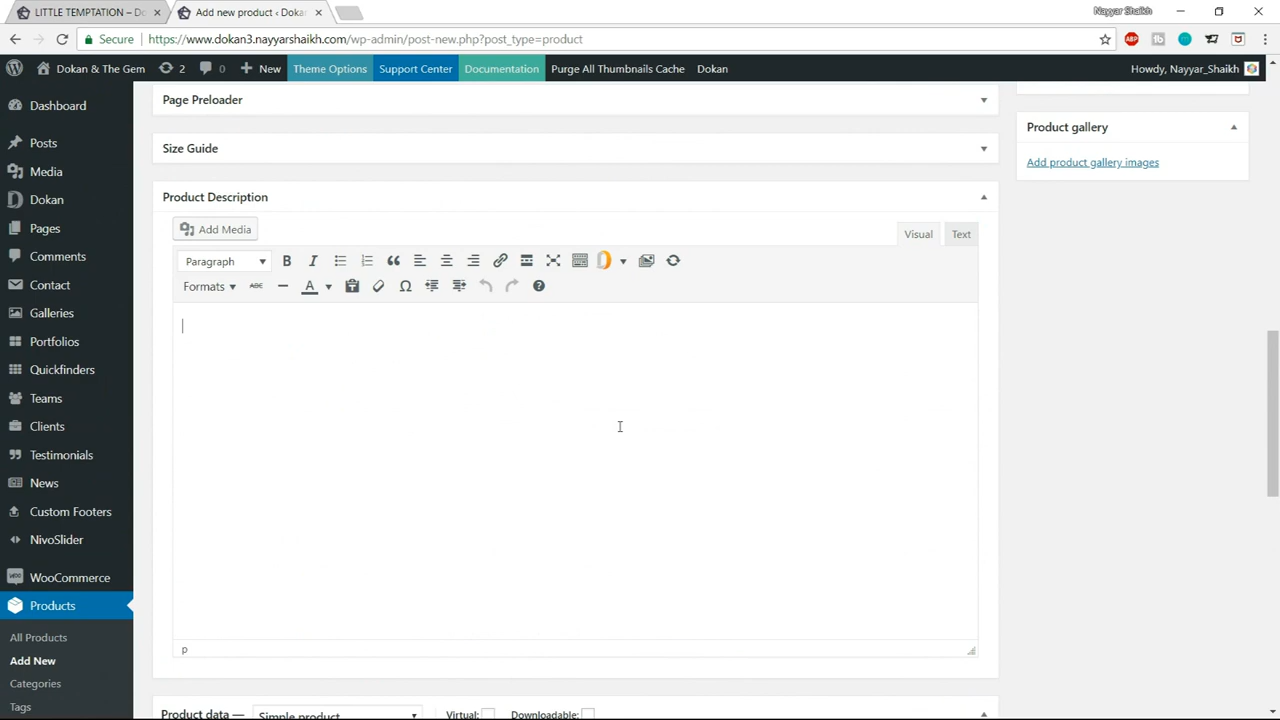 LITTLE TEMPTATION – Do
Add new product ‹ Dokan
Nayyar Shaikh
Secure
https://www.dokan3.nayyarshaikh.com/wp-admin/post-new.php?post_type=product
ABP
Dokan & The Gem
2
0
New
Theme Options
Support Center
Documentation
Purge All Thumbnails Cache
Dokan
Howdy, Nayyar_Shaikh
Dashboard
Posts
Media
Dokan
Pages
Comments
Contact
Galleries
Portfolios
Quickfinders
Teams
Clients
Testimonials
News
Custom Footers
NivoSlider
WooCommerce
Products
All Products
Add New
Categories
Tags
Page Preloader
Size Guide
Product Description
Add Media
Visual
Text
Paragraph
B
I
Formats
ABC
A
p
Product data —
Simple product
Virtual:
Downloadable:
Product gallery
Add product gallery images